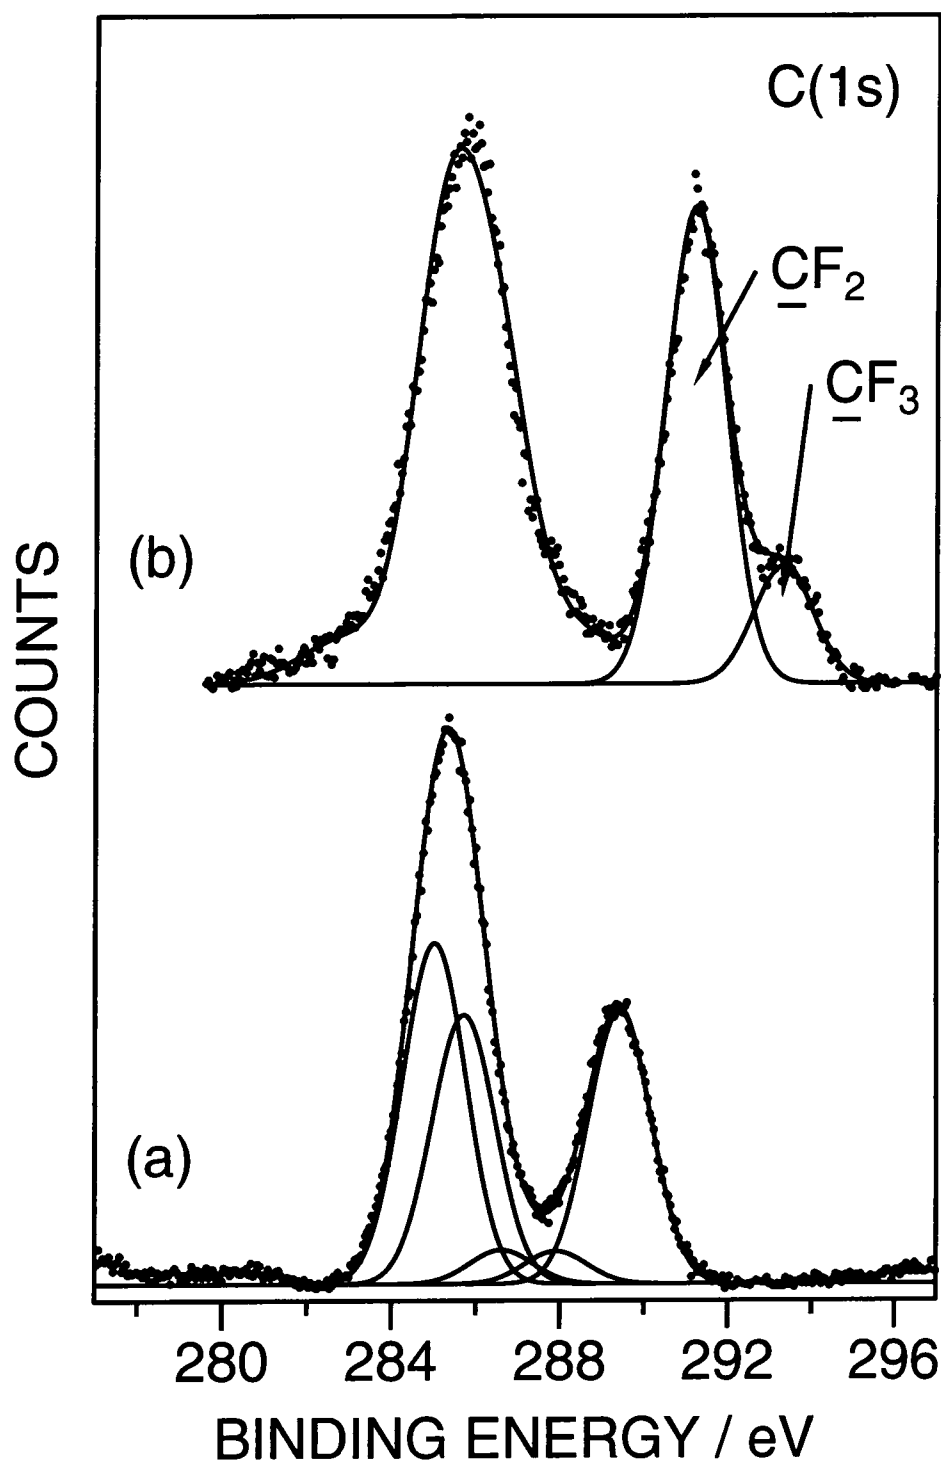 C(1s)
CF2
CF3
(b)
COUNTS
(a)
280 284 288 292 296
BINDING ENERGY / eV